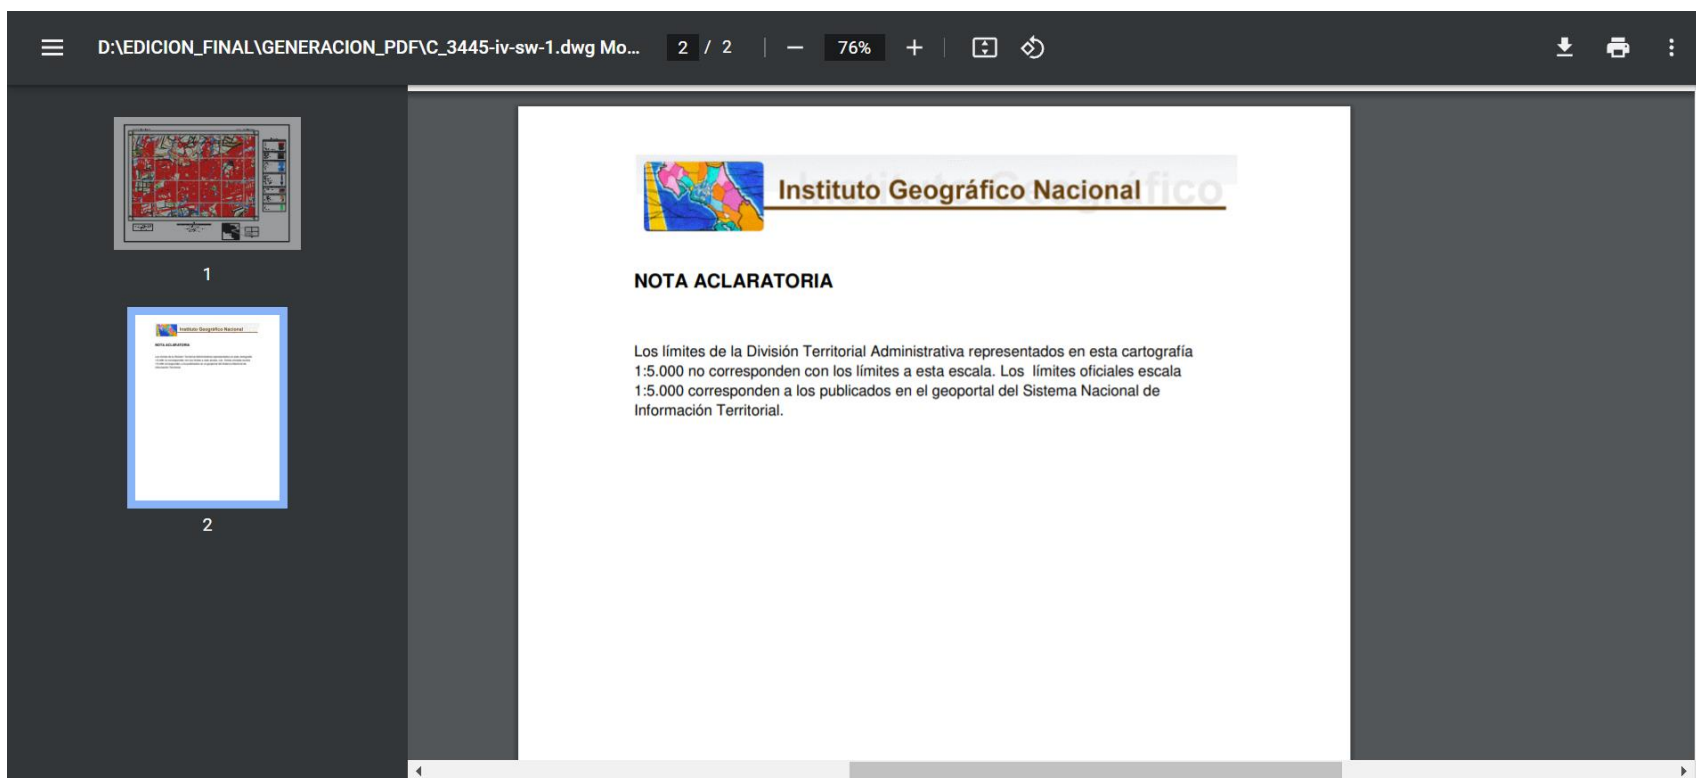 D:\EDICION_FINAL\GENERACION_PDF\C_3445-iv-sw-1.dwg Mo... 2 / 2 76%
1
2
Instituto Geográfico Nacional
NOTA ACLARATORIA
Los límites de la División Territorial Administrativa representados en esta cartografía
1:5.000 no corresponden con los límites a esta escala. Los  límites oficiales escala
1:5.000 corresponden a los publicados en el geoportal del Sistema Nacional de
Información Territorial.